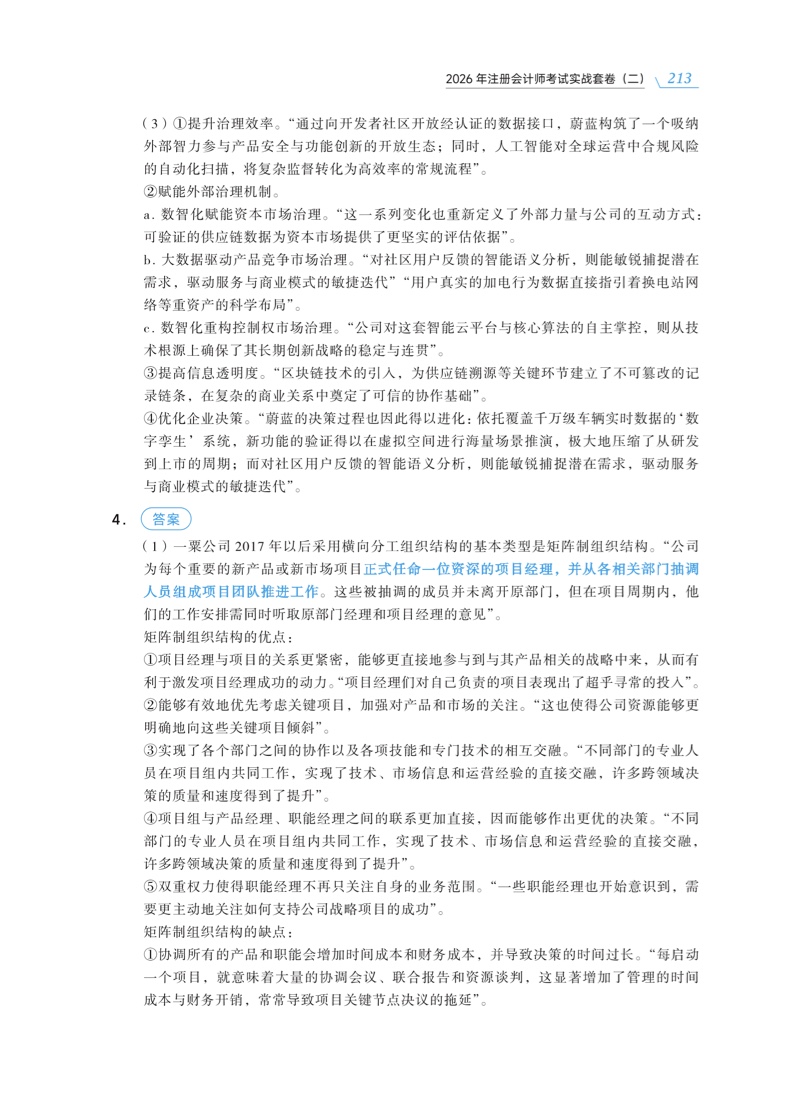 2026 年注册会计师考试实战套卷（二） 213
（3）①提升治理效率。“通过向开发者社区开放经认证的数据接口，蔚蓝构筑了一个吸纳
外部智力参与产品安全与功能创新的开放生态；同时，人工智能对全球运营中合规风险
的自动化扫描，将复杂监督转化为高效率的常规流程”。
②赋能外部治理机制。
a. 数智化赋能资本市场治理。“这一系列变化也重新定义了外部力量与公司的互动方式：
可验证的供应链数据为资本市场提供了更坚实的评估依据”。
b. 大数据驱动产品竞争市场治理。“对社区用户反馈的智能语义分析，则能敏锐捕捉潜在
需求，驱动服务与商业模式的敏捷迭代”“用户真实的加电行为数据直接指引着换电站网
络等重资产的科学布局”。
c. 数智化重构控制权市场治理。“公司对这套智能云平台与核心算法的自主掌控，则从技
术根源上确保了其长期创新战略的稳定与连贯”。
③提高信息透明度。“区块链技术的引入，为供应链溯源等关键环节建立了不可篡改的记
录链条，在复杂的商业关系中奠定了可信的协作基础”。
④优化企业决策。“蔚蓝的决策过程也因此得以进化：依托覆盖千万级车辆实时数据的‘数
字孪生’系统，新功能的验证得以在虚拟空间进行海量场景推演，极大地压缩了从研发
到上市的周期；而对社区用户反馈的智能语义分析，则能敏锐捕捉潜在需求，驱动服务
与商业模式的敏捷迭代”。
4. 答案
（1）一粟公司 2017 年以后采用横向分工组织结构的基本类型是矩阵制组织结构。“公司
为每个重要的新产品或新市场项目正式任命一位资深的项目经理，并从各相关部门抽调
人员组成项目团队推进工作。这些被抽调的成员并未离开原部门，但在项目周期内，他
们的工作安排需同时听取原部门经理和项目经理的意见”。
矩阵制组织结构的优点：
①项目经理与项目的关系更紧密，能够更直接地参与到与其产品相关的战略中来，从而有
利于激发项目经理成功的动力。“项目经理们对自己负责的项目表现出了超乎寻常的投入”。
②能够有效地优先考虑关键项目，加强对产品和市场的关注。“这也使得公司资源能够更
明确地向这些关键项目倾斜”。
③实现了各个部门之间的协作以及各项技能和专门技术的相互交融。“不同部门的专业人
员在项目组内共同工作，实现了技术、市场信息和运营经验的直接交融，许多跨领域决
策的质量和速度得到了提升”。
④项目组与产品经理、职能经理之间的联系更加直接，因而能够作出更优的决策。“不同
部门的专业人员在项目组内共同工作，实现了技术、市场信息和运营经验的直接交融，
许多跨领域决策的质量和速度得到了提升”。
⑤双重权力使得职能经理不再只关注自身的业务范围。“一些职能经理也开始意识到，需
要更主动地关注如何支持公司战略项目的成功”。
矩阵制组织结构的缺点：
①协调所有的产品和职能会增加时间成本和财务成本，并导致决策的时间过长。“每启动
一个项目，就意味着大量的协调会议、联合报告和资源谈判，这显著增加了管理的时间
成本与财务开销，常常导致项目关键节点决议的拖延”。